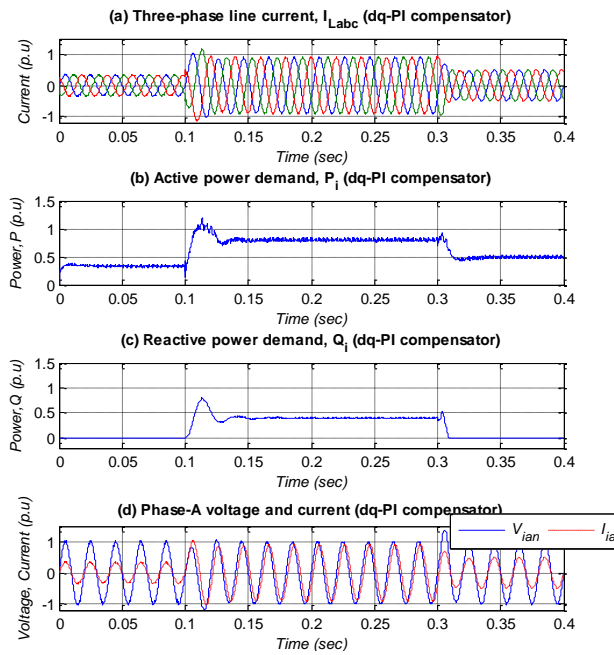 (a) Three-phase line current, I_Labc (dq-PI compensator)
Current (p.u)
1
0
-1
0 0.05 0.1 0.15 0.2 0.25 0.3 0.35 0.4
Time (sec)
(b) Active power demand, P_i (dq-PI compensator)
Power,P (p.u)
1.5
1
0.5
0
0 0.05 0.1 0.15 0.2 0.25 0.3 0.35 0.4
Time (sec)
(c) Reactive power demand, Q_i (dq-PI compensator)
Power,Q (p.u)
1.5
1
0.5
0
0 0.05 0.1 0.15 0.2 0.25 0.3 0.35 0.4
Time (sec)
(d) Phase-A voltage and current (dq-PI compensator)
V_ian I_ia
Voltage, Current (p.u)
1
0
-1
0 0.05 0.1 0.15 0.2 0.25 0.3 0.35 0.4
Time (sec)